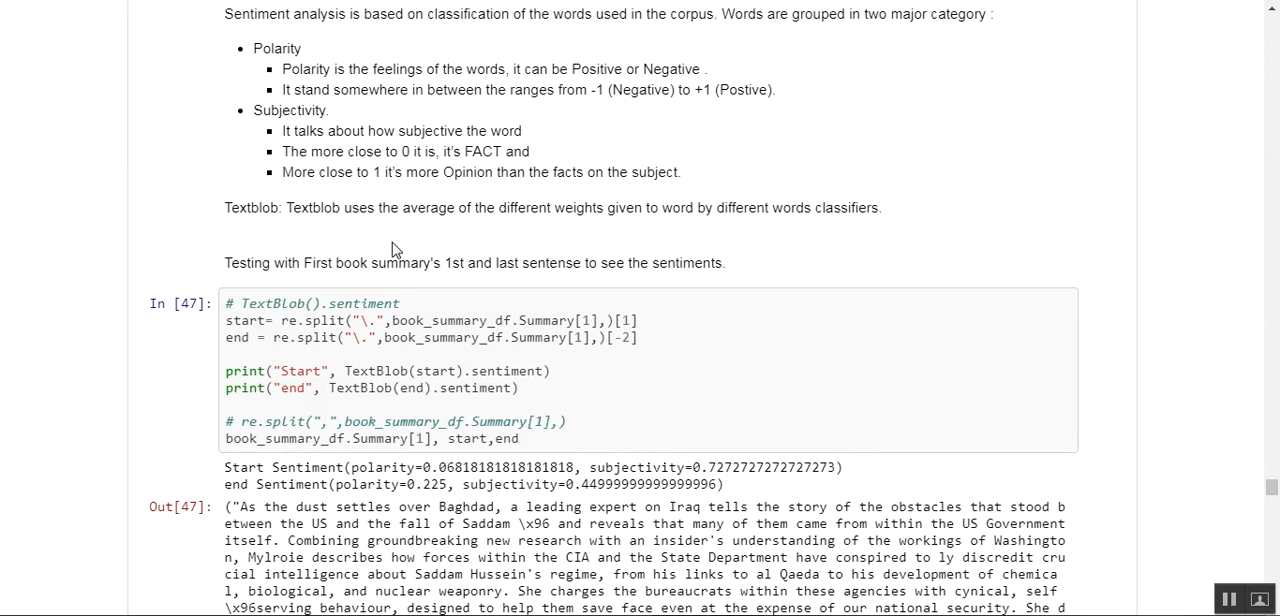 Sentiment analysis is based on classification of the words used in the corpus. Words are grouped in two major category :
Polarity
Polarity is the feelings of the words, it can be Positive or Negative .
It stand somewhere in between the ranges from -1 (Negative) to +1 (Postive).
Subjectivity.
It talks about how subjective the word
The more close to 0 it is, it's FACT and
More close to 1 it's more Opinion than the facts on the subject.
Textblob: Textblob uses the average of the different weights given to word by different words classifiers.
Testing with First book summary's 1st and last sentense to see the sentiments.
In [47]: # TextBlob().sentiment
start= re.split("\.",book_summary_df.Summary[1],)[1]
end = re.split("\.",book_summary_df.Summary[1],)[-2]
print("Start", TextBlob(start).sentiment)
print("end", TextBlob(end).sentiment)
# re.split(",",book_summary_df.Summary[1],)
book_summary_df.Summary[1], start,end
Start Sentiment(polarity=0.06818181818181818, subjectivity=0.7272727272727273)
end Sentiment(polarity=0.225, subjectivity=0.44999999999999996)
Out[47]: ("As the dust settles over Baghdad, a leading expert on Iraq tells the story of the obstacles that stood b
etween the US and the fall of Saddam \x96 and reveals that many of them came from within the US Government
itself. Combining groundbreaking new research with an insider's understanding of the workings of Washingto
n, Mylroie describes how forces within the CIA and the State Department have conspired to ly discredit cru
cial intelligence about Saddam Hussein's regime, from his links to al Qaeda to his development of chemica
l, biological, and nuclear weaponry. She charges the bureaucrats within these agencies with cynical, self
\x96serving behaviour, designed to help them save face even at the expense of our national security. She d